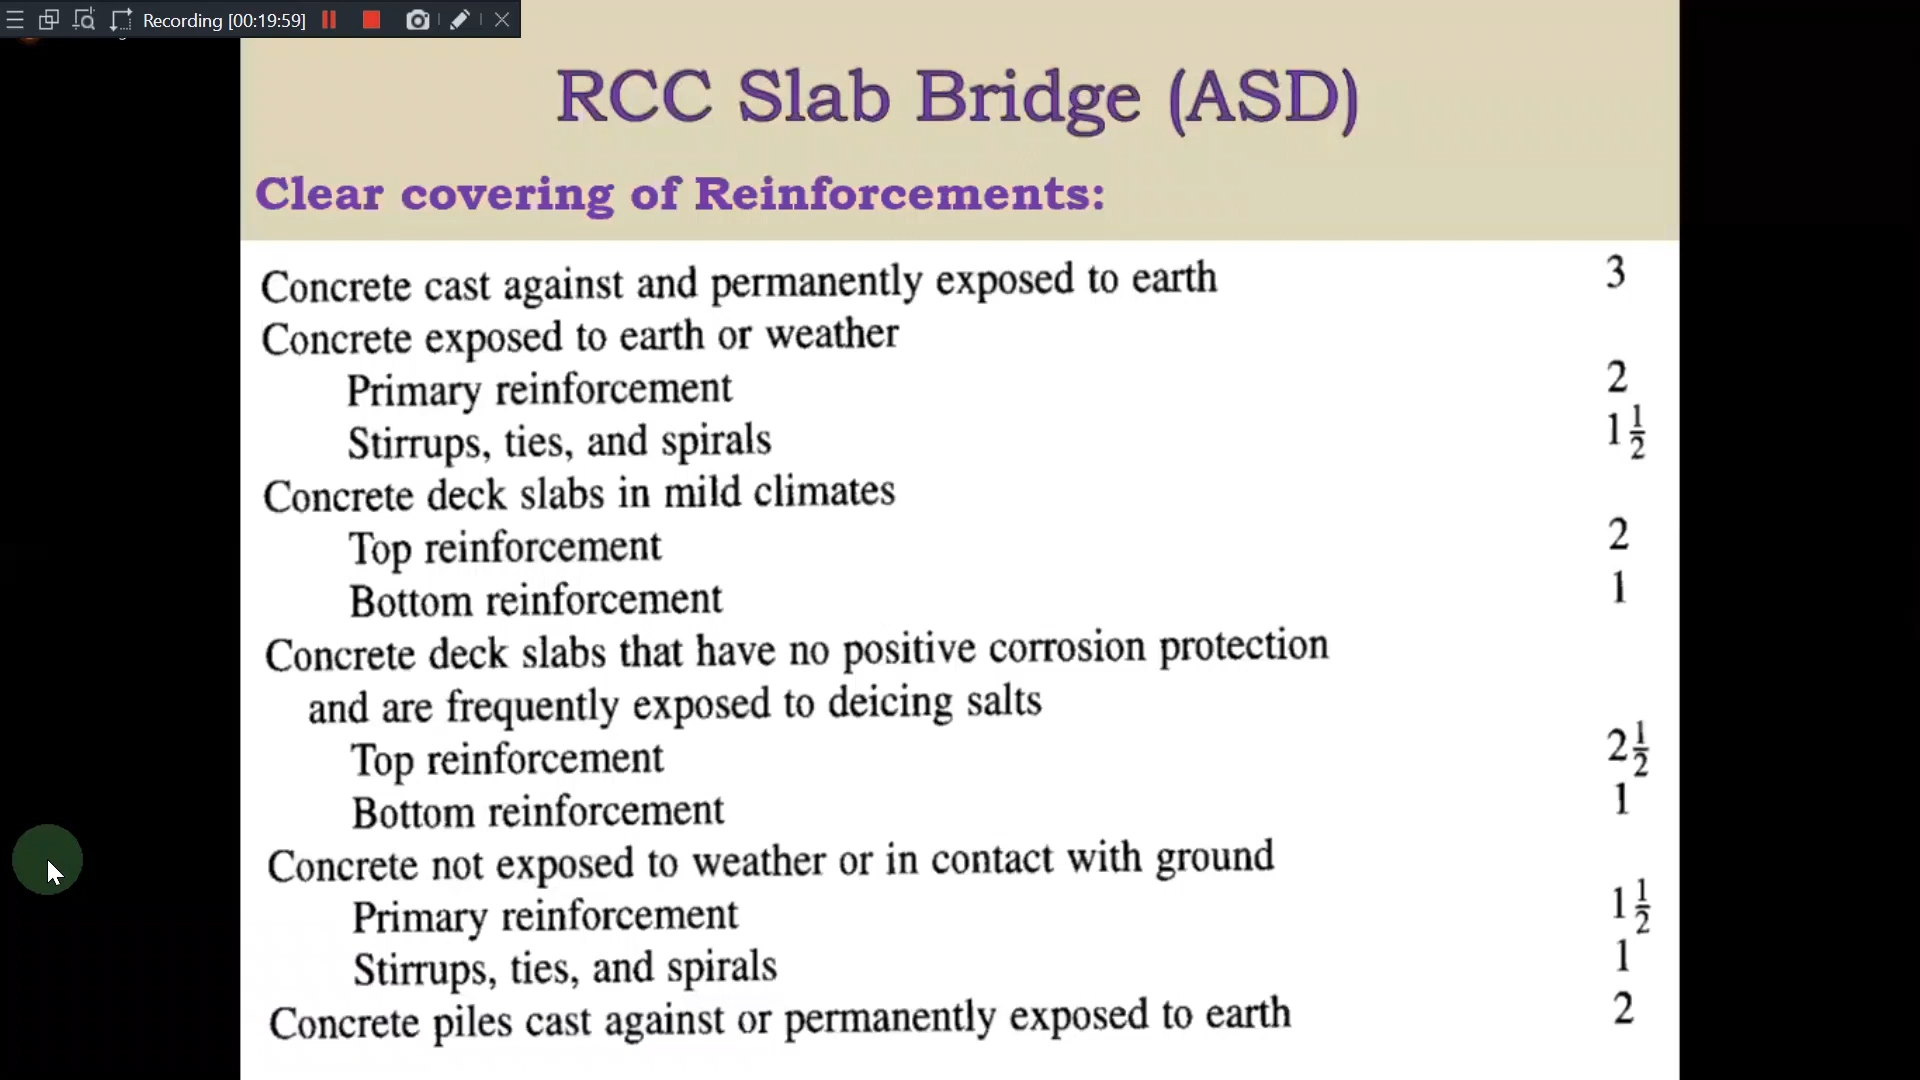 Recording [00:19:59]
RCC Slab Bridge (ASD)
Clear covering of Reinforcements:
Concrete cast against and permanently exposed to earth 3
Concrete exposed to earth or weather
Primary reinforcement 2
Stirrups, ties, and spirals 1 1/2
Concrete deck slabs in mild climates
Top reinforcement 2
Bottom reinforcement 1
Concrete deck slabs that have no positive corrosion protection
and are frequently exposed to deicing salts
Top reinforcement 2 1/2
Bottom reinforcement 1
Concrete not exposed to weather or in contact with ground
Primary reinforcement 1 1/2
Stirrups, ties, and spirals 1
Concrete piles cast against or permanently exposed to earth 2